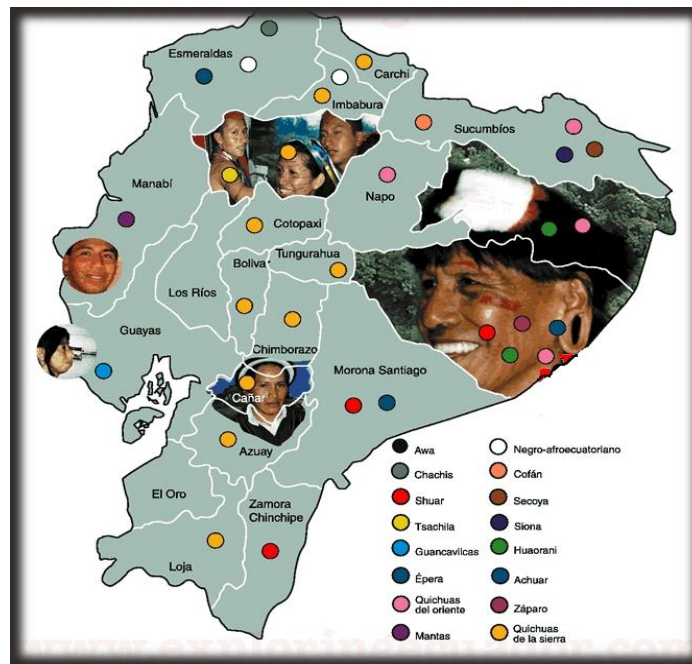 Esmeraldas
Carchi
Imbabura
Sucumbíos
Manabí
Napo
Cotopaxi
Boliva
Tungurahua
Los Ríos
Guayas
Chimborazo
Morona Santiago
Cañar
Azuay
El Oro
Zamora
Chinchipe
Loja
Awa
Negro-afroecuatoriano
Chachis
Cofán
Shuar
Secoya
Tsachila
Siona
Guancavilcas
Huaorani
Épera
Achuar
Quichuas
del oriente
Záparo
Mantas
Quichuas
de la sierra